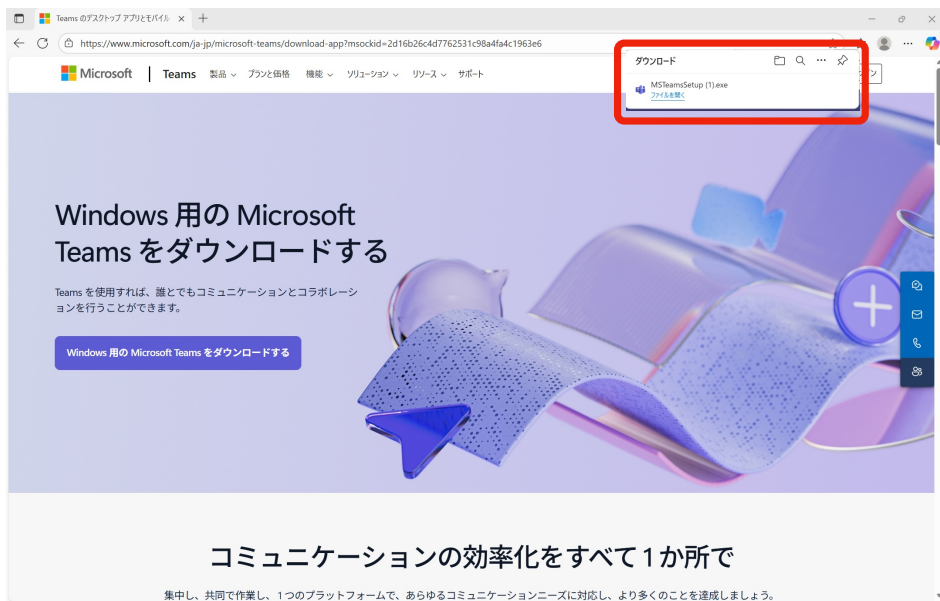 Teams のデスクトップ アプリとモバイル
https://www.microsoft.com/ja-jp/microsoft-teams/download-app?msockid=2d16b26c4d7762531c98a4fa4c1963e6
Microsoft Teams 製品 プランと価格 機能 ソリューション リソース サポート
ダウンロード
MSTeamsSetup (1).exe
ファイルを開く
Windows 用の Microsoft
Teams をダウンロードする
Teams を使用すれば、誰とでもコミュニケーションとコラボレーシ
ョンを行うことができます。
Windows 用の Microsoft Teams をダウンロードする
コミュニケーションの効率化をすべて 1 か所で
集中し、共同で作業し、1 つのプラットフォームで、あらゆるコミュニケーションニーズに対応し、より多くのことを達成しましょう。